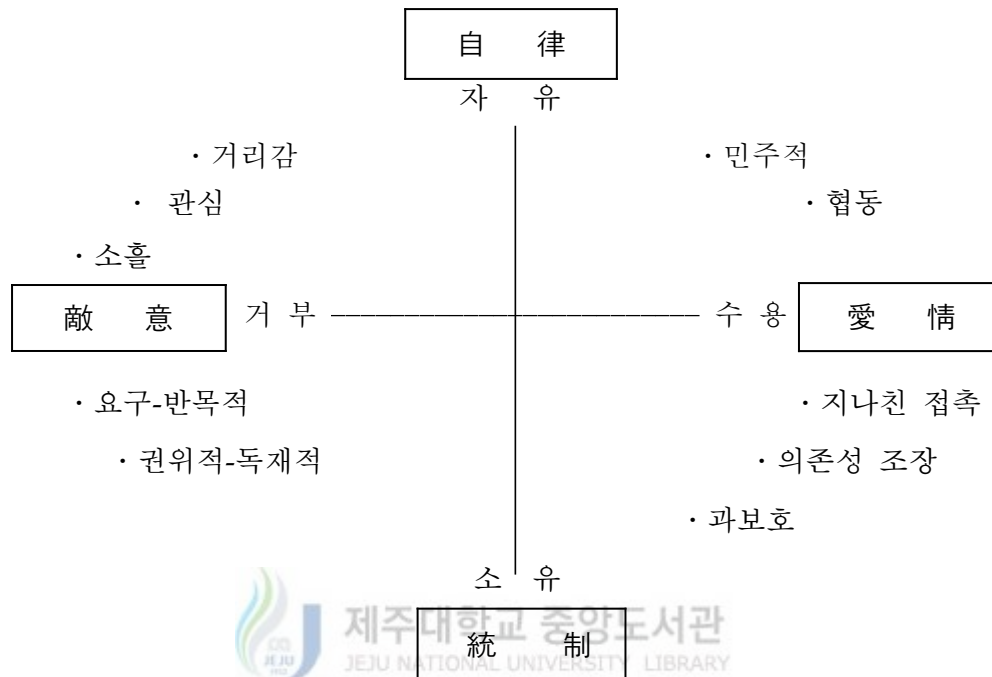 自 律
자 유
· 거리감 · 민주적
· 관심 · 협동
· 소흘
敵 意 거 부 수 용 愛 情
· 요구-반목적 · 지나친 접촉
· 권위적-독재적 · 의존성 조장
· 과보호
소 유
제주대학교 중앙도서관
統 制
JEJU NATIONAL UNIVERSITY LIBRARY
JEJU
1952